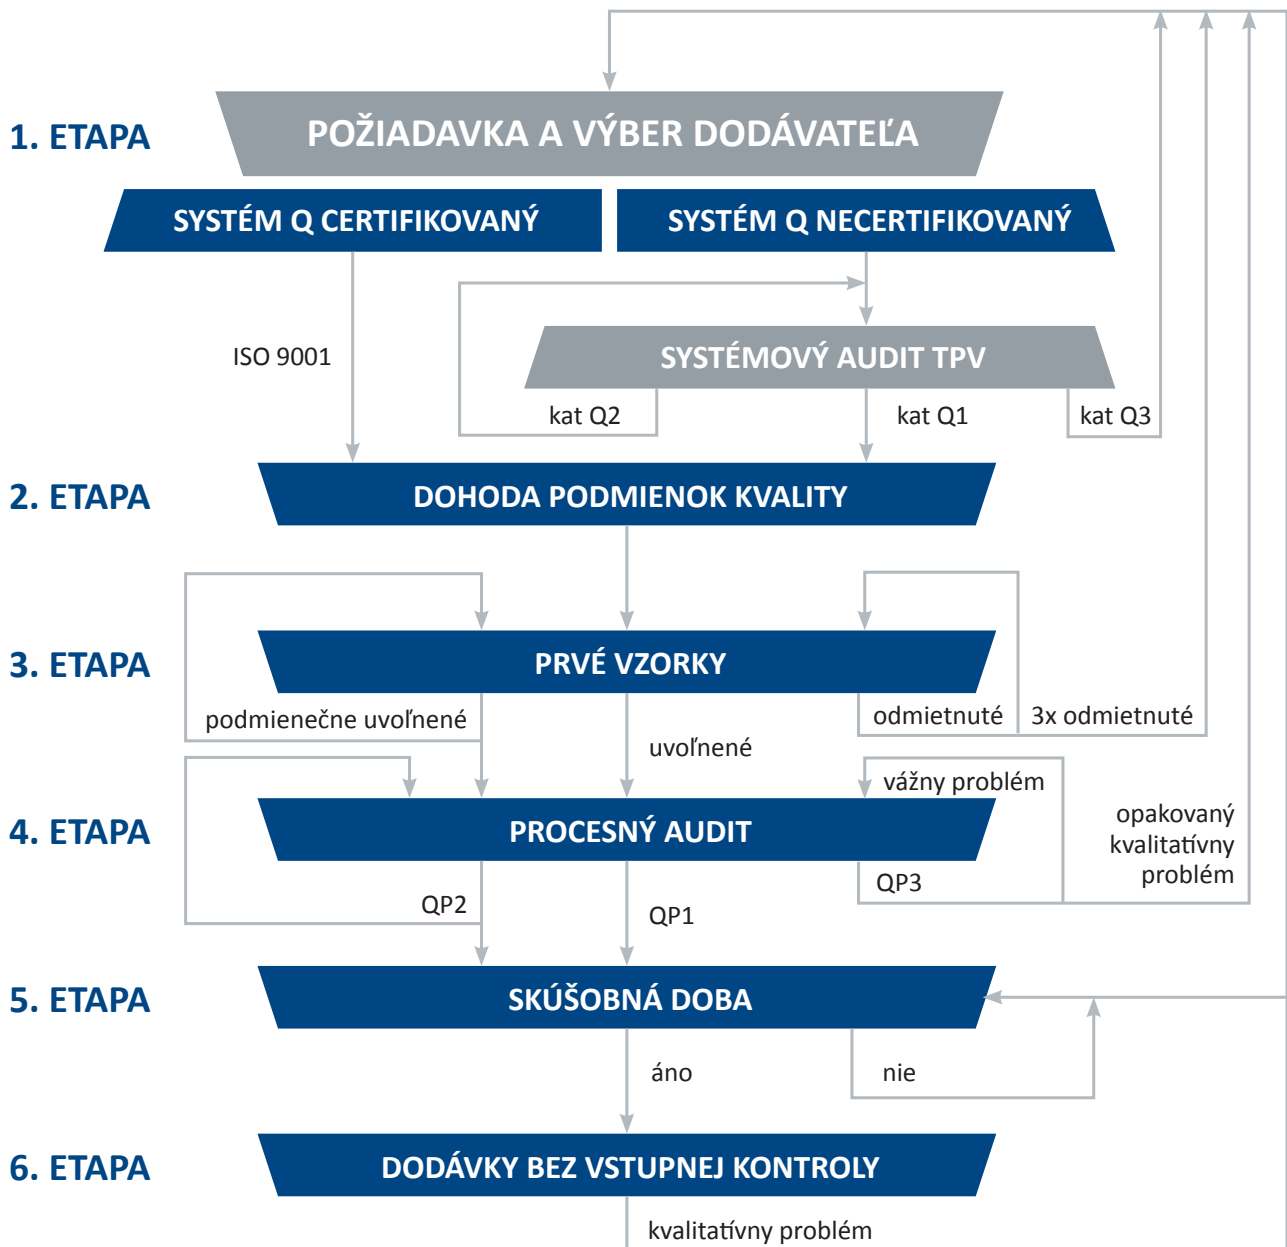 1. ETAPA
POŽIADAVKA A VÝBER DODÁVATEĽA
SYSTÉM Q CERTIFIKOVANÝ
SYSTÉM Q NECERTIFIKOVANÝ
ISO 9001
SYSTÉMOVÝ AUDIT TPV
kat Q2
kat Q1
kat Q3
2. ETAPA
DOHODA PODMIENOK KVALITY
3. ETAPA
PRVÉ VZORKY
podmienečne uvoľnené
uvoľnené
odmietnuté
3x odmietnuté
vážny problém
4. ETAPA
PROCESNÝ AUDIT
opakovaný
kvalitatívny
problém
QP2
QP1
QP3
5. ETAPA
SKÚŠOBNÁ DOBA
áno
nie
6. ETAPA
DODÁVKY BEZ VSTUPNEJ KONTROLY
kvalitatívny problém